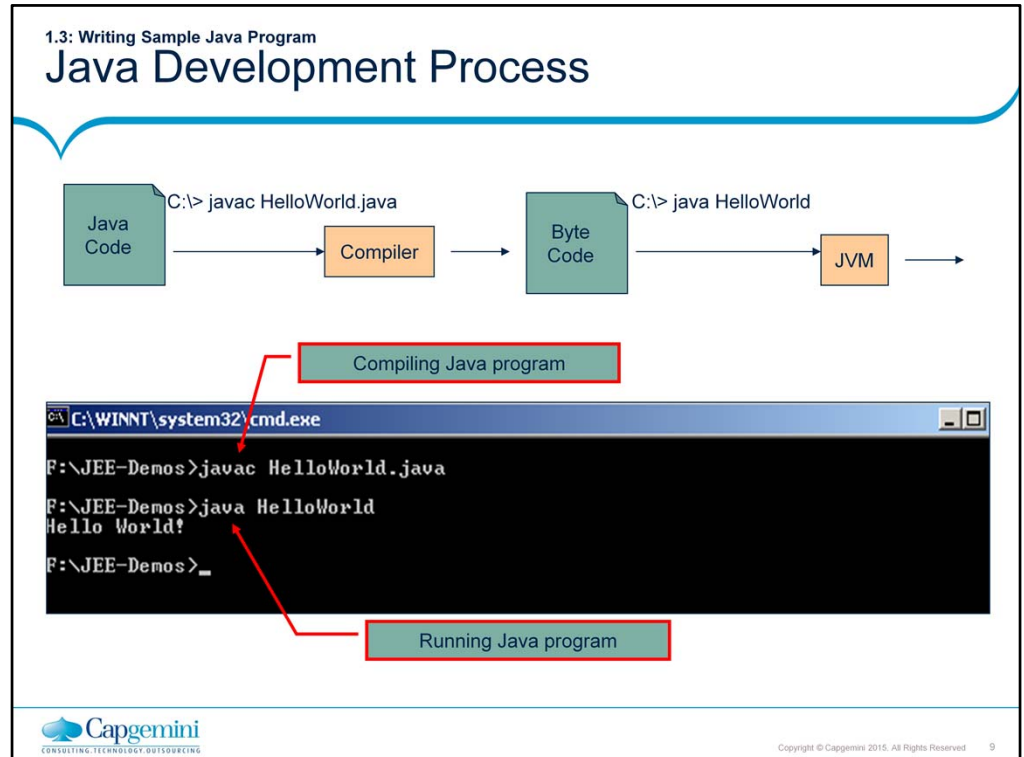 1.3: Writing Sample Java Program
Java Development Process
C:\> javac HelloWorld.java
C:\> java HelloWorld
Java
Code
Compiler
Byte
Code
JVM
Compiling Java program
C:\WINNT\system32\cmd.exe
F:\JEE-Demos>javac HelloWorld.java
F:\JEE-Demos>java HelloWorld
Hello World!
F:\JEE-Demos>_
Running Java program
Capgemini
CONSULTING.TECHNOLOGY.OUTSOURCING
Copyright © Capgemini 2015. All Rights Reserved 9